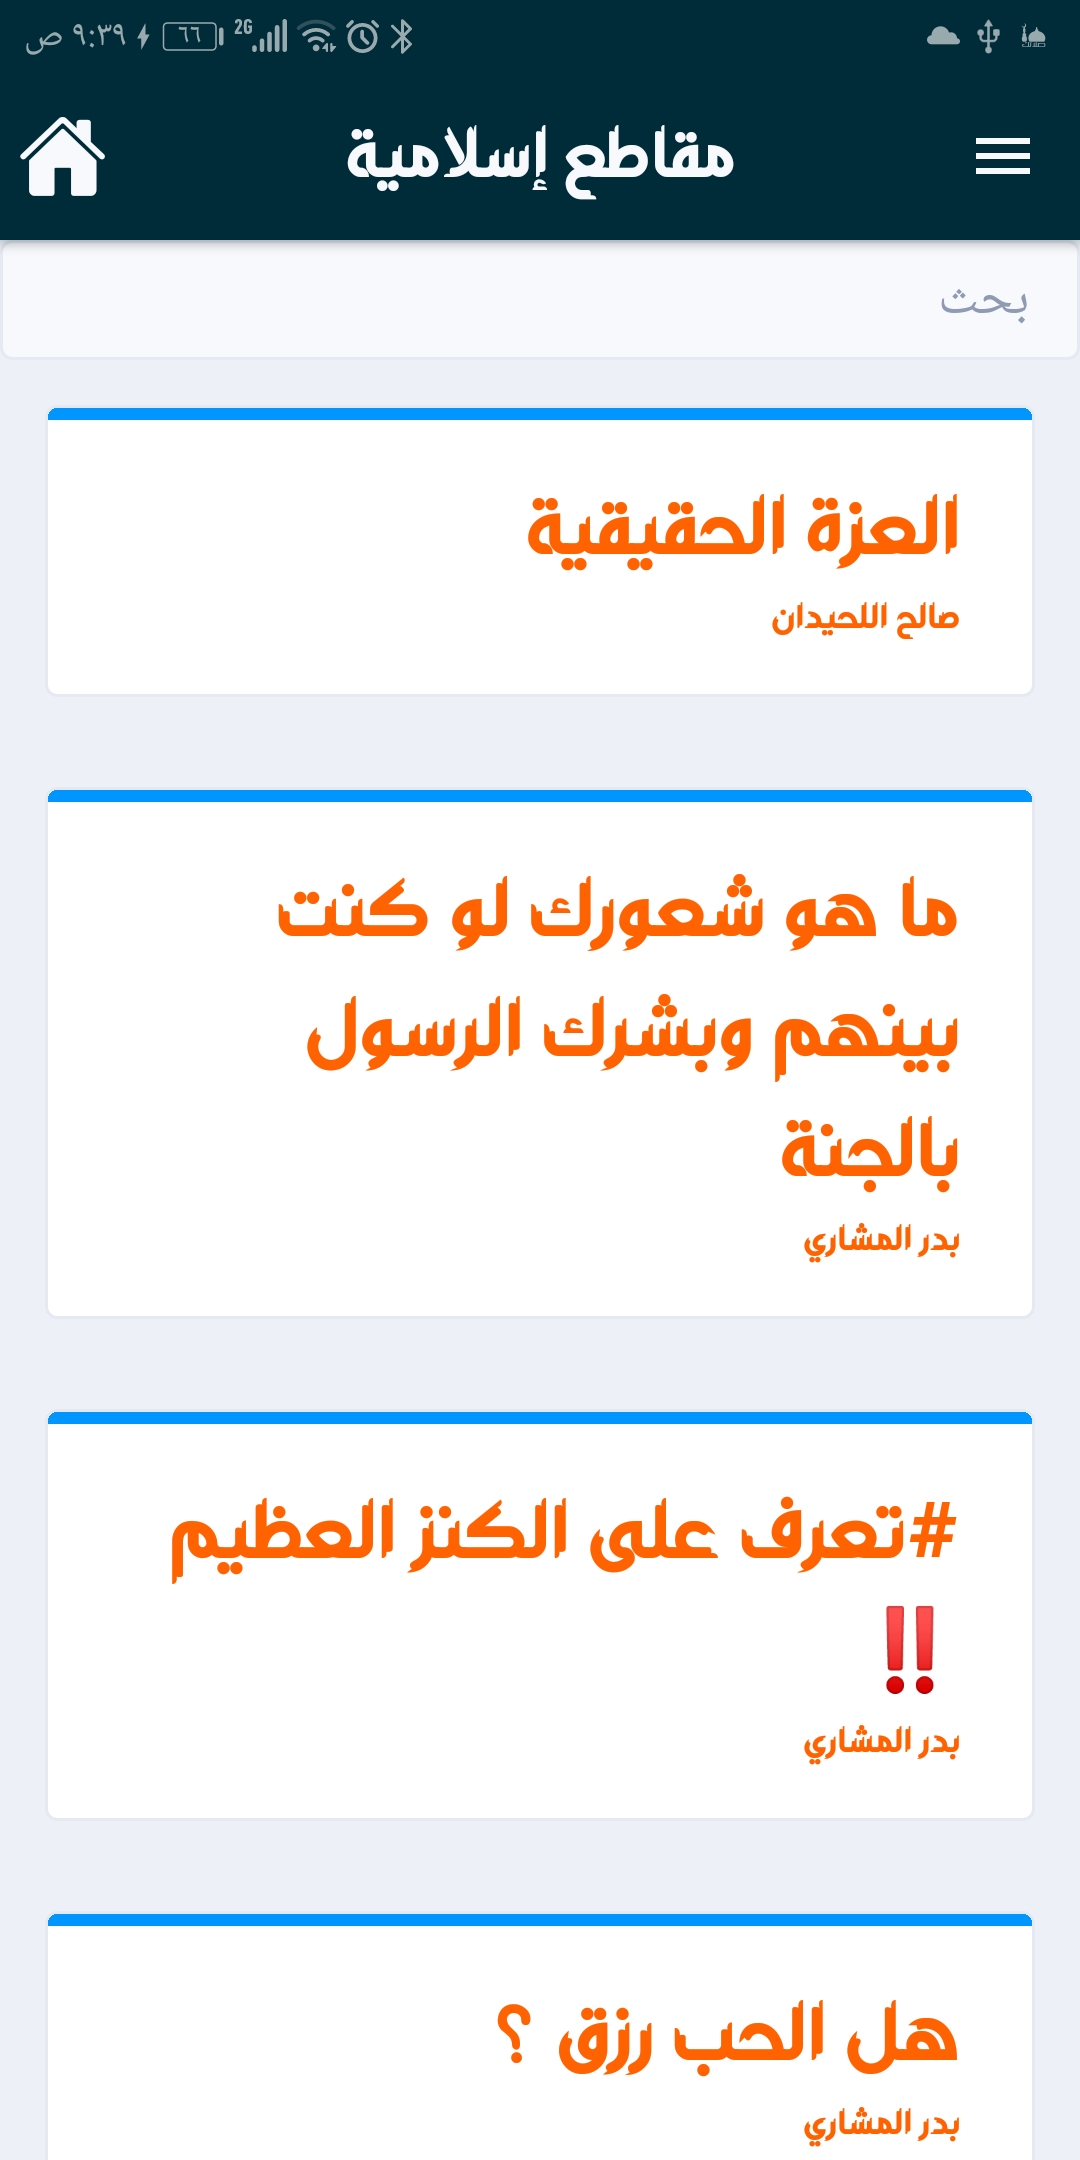 ٩:٣٩ ص
٦٦
2G
مقاطع إسلامية
بحث
العزة الحقيقية
صالح اللحيدان
ما هو شعورك لو كنت
بينهم وبشرك الرسول
بالجنة
بدر المشاري
#تعرف على الكنز العظيم
‼️
بدر المشاري
هل الحب رزق ؟
بدر المشاري